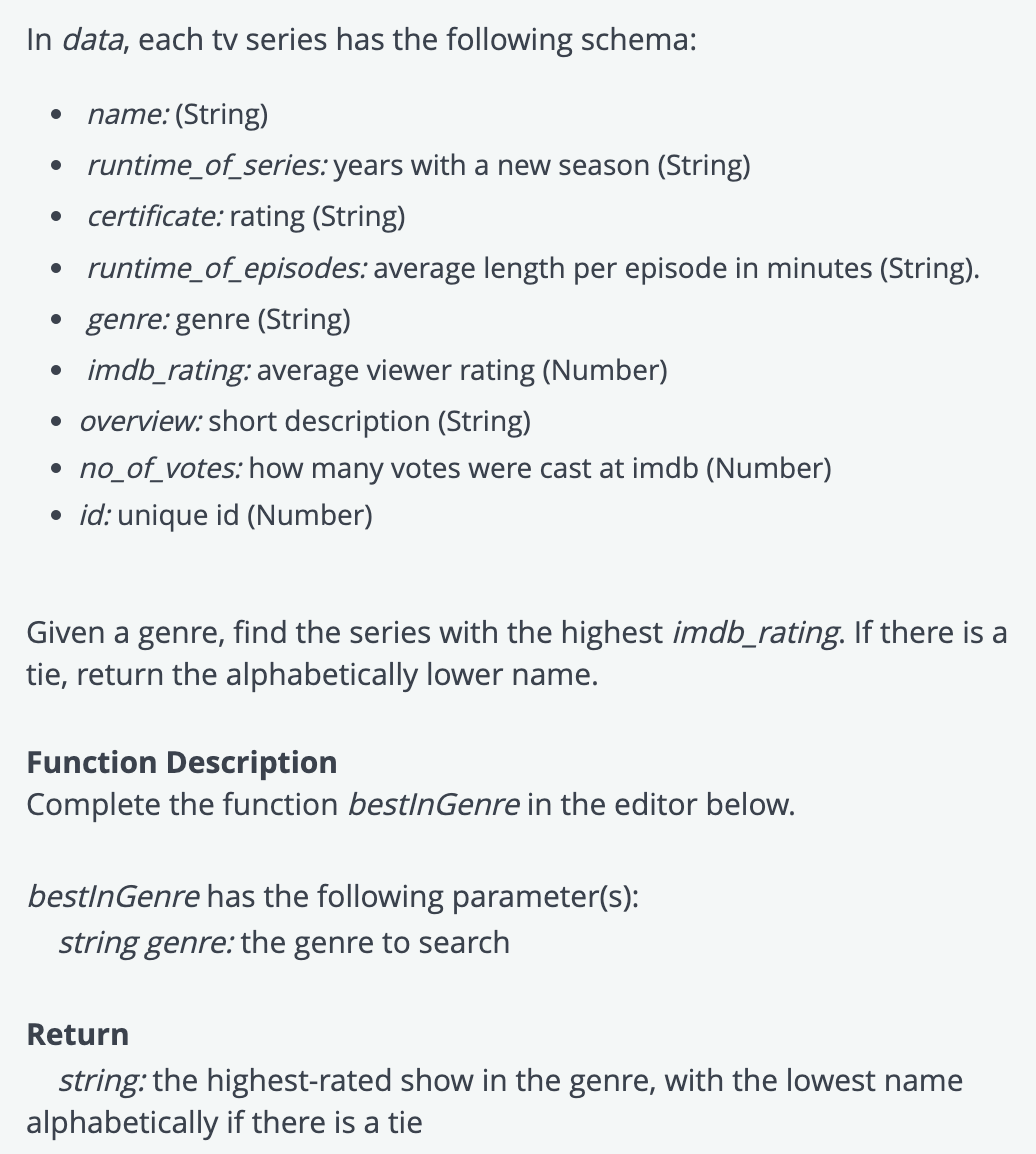 In data, each tv series has the following schema:
• name: (String)
• runtime_of_series: years with a new season (String)
• certificate: rating (String)
• runtime_of_episodes: average length per episode in minutes (String).
• genre: genre (String)
• imdb_rating: average viewer rating (Number)
• overview: short description (String)
• no_of_votes: how many votes were cast at imdb (Number)
• id: unique id (Number)
Given a genre, find the series with the highest imdb_rating. If there is a
tie, return the alphabetically lower name.
Function Description
Complete the function bestInGenre in the editor below.
bestInGenre has the following parameter(s):
string genre: the genre to search
Return
string: the highest-rated show in the genre, with the lowest name
alphabetically if there is a tie